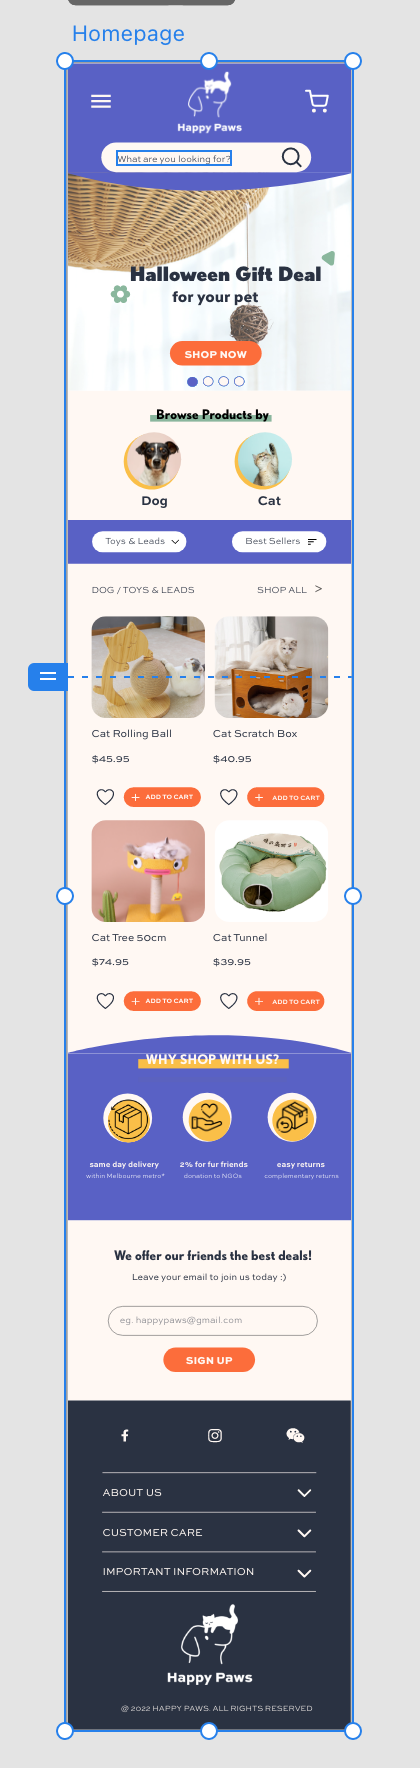 Homepage
Happy Paws
What are you looking for?
Halloween Gift Deal
for your pet
SHOP NOW
Browse Products by
Dog
Cat
Toys & Leads
Best Sellers
DOG / TOYS & LEADS
SHOP ALL >
Cat Rolling Ball
Cat Scratch Box
$45.95
$40.95
+ ADD TO CART
+ ADD TO CART
Cat Tree 50cm
Cat Tunnel
$74.95
$39.95
+ ADD TO CART
+ ADD TO CART
WHY SHOP WITH US?
same day delivery
within Melbourne metro*
2% for fur friends
donation to NGOs
easy returns
complementary returns
We offer our friends the best deals!
Leave your email to join us today :)
eg. happypaws@gmail.com
SIGN UP
ABOUT US
CUSTOMER CARE
IMPORTANT INFORMATION
Happy Paws
@ 2022 HAPPY PAWS. ALL RIGHTS RESERVED